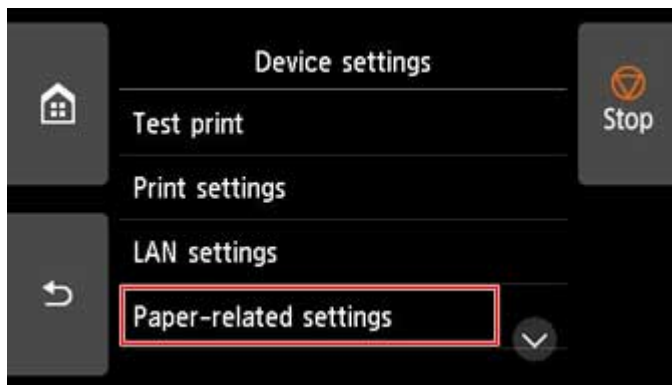 Device settings
Stop
Test print
Print settings
LAN settings
Paper-related settings